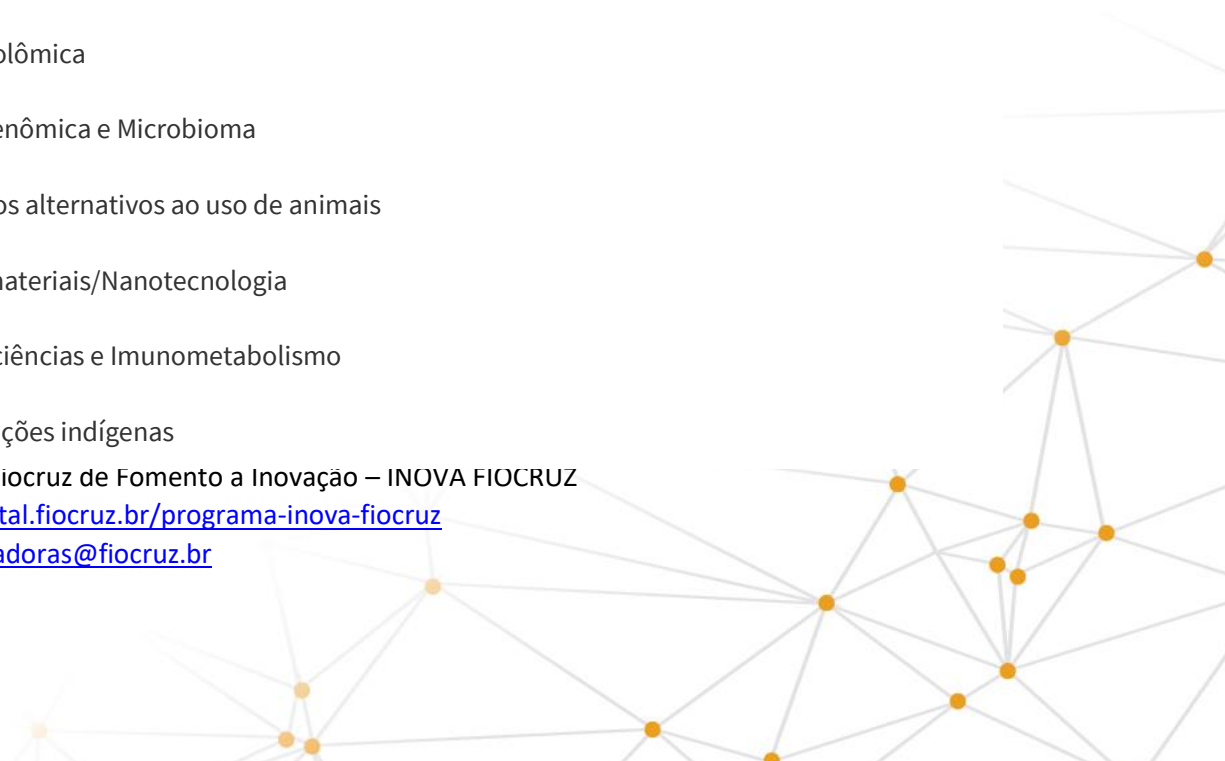 olômica
enômica e Microbioma
os alternativos ao uso de animais
ateriais/Nanotecnologia
ciências e Imunometabolismo
ções indígenas
iocruz de Fomento a Inovação – INOVA FIOCRUZ
tal.fiocruz.br/programa-inova-fiocruz
adoras@fiocruz.br